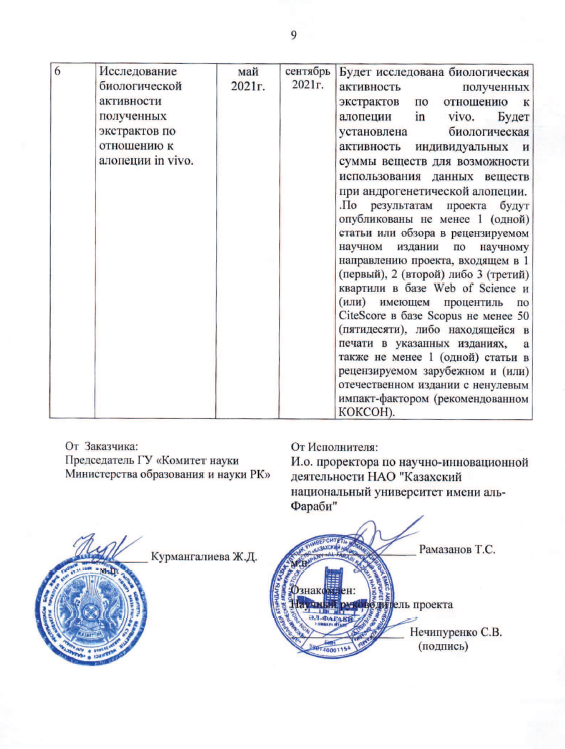 9
6
Исследование
биологической
активности
полученных
экстрактов по
отношению к
алопеции in vivo.
май
2021г.
сентябрь
2021г.
Будет исследована биологическая
активность полученных
экстрактов по отношению к
алопеции in vivo. Будет
установлена биологическая
активность индивидуальных и
суммы веществ для возможности
использования данных веществ
при андрогенетической алопеции.
.По результатам проекта будут
опубликованы не менее 1 (одной)
статьи или обзора в рецензируемом
научном издании по научному
направлению проекта, входящем в 1
(первый), 2 (второй) либо 3 (третий)
квартили в базе Web of Science и
(или) имеющем процентиль по
CiteScore в базе Scopus не менее 50
(пятидесяти), либо находящейся в
печати в указанных изданиях, а
также не менее 1 (одной) статьи в
рецензируемом зарубежном и (или)
отечественном издании с ненулевым
импакт-фактором (рекомендованном
КОКСОН).
От Заказчика:
Председатель ГУ «Комитет науки
Министерства образования и науки РК»
Курмангалиева Ж.Д.
м.п.
От Исполнителя:
И.о. проректора по научно-инновационной
деятельности НАО "Казахский
национальный университет имени аль-
Фараби"
Рамазанов Т.С.
м.п.
Ознакомлен:
Научный руководитель проекта
Нечипуренко С.В.
(подпись)
ӘЛ-ФАРАБИ